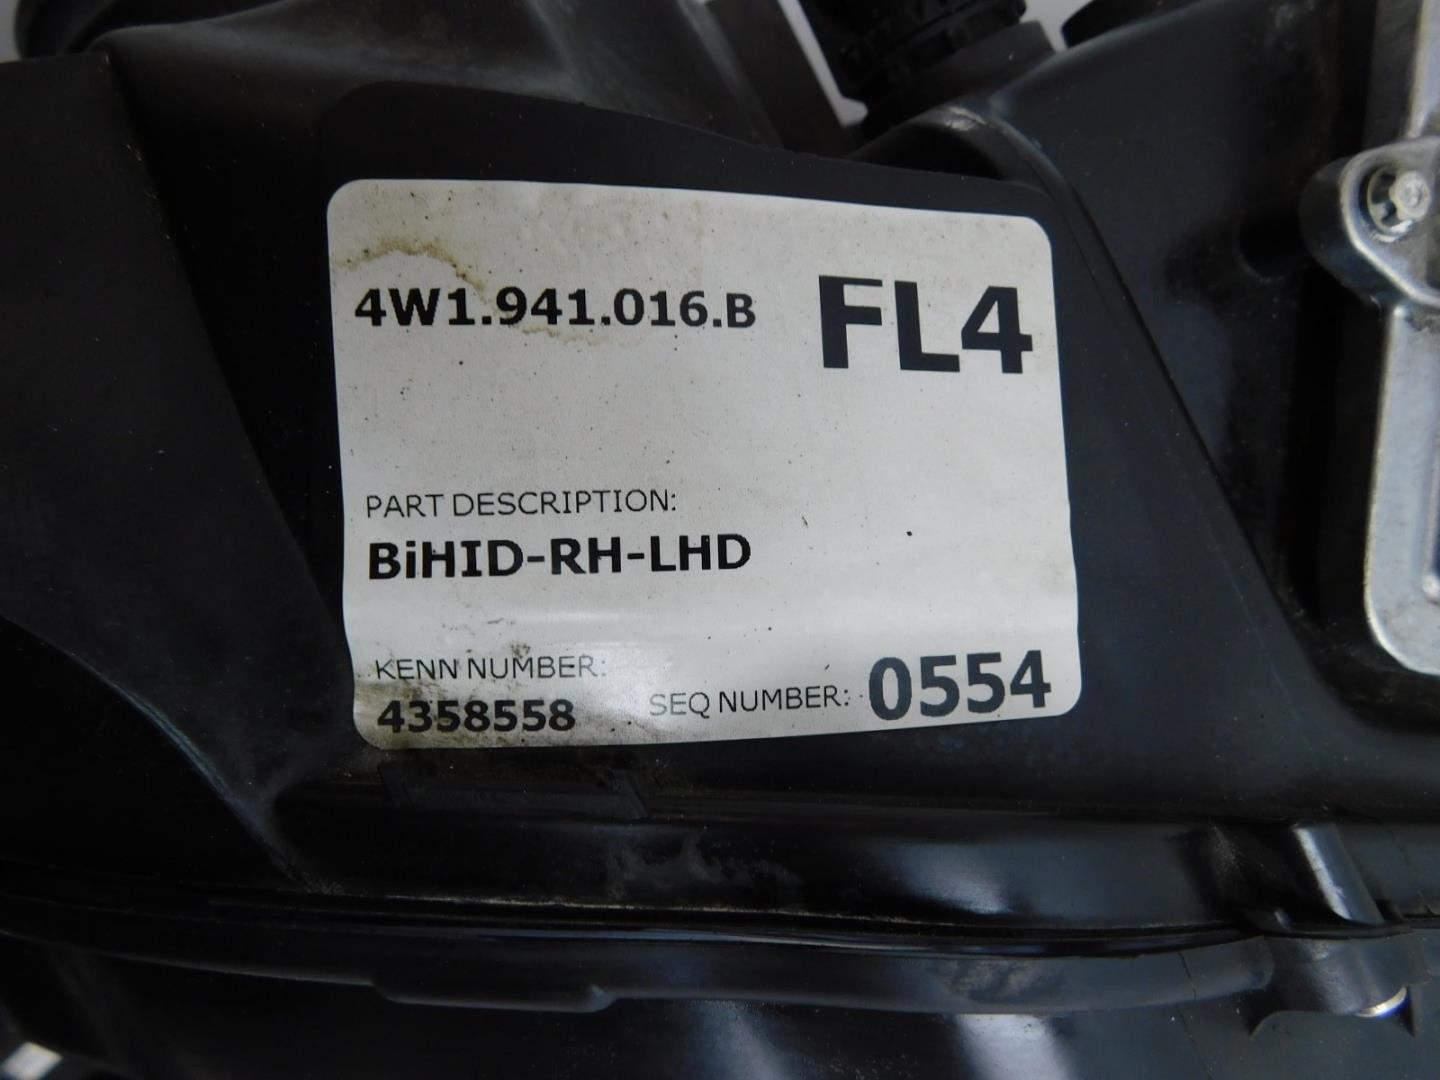 4W1.941.016.B
FL4
PART DESCRIPTION:
BiHID-RH-LHD
KENN NUMBER:
4358558
SEQ NUMBER:
0554